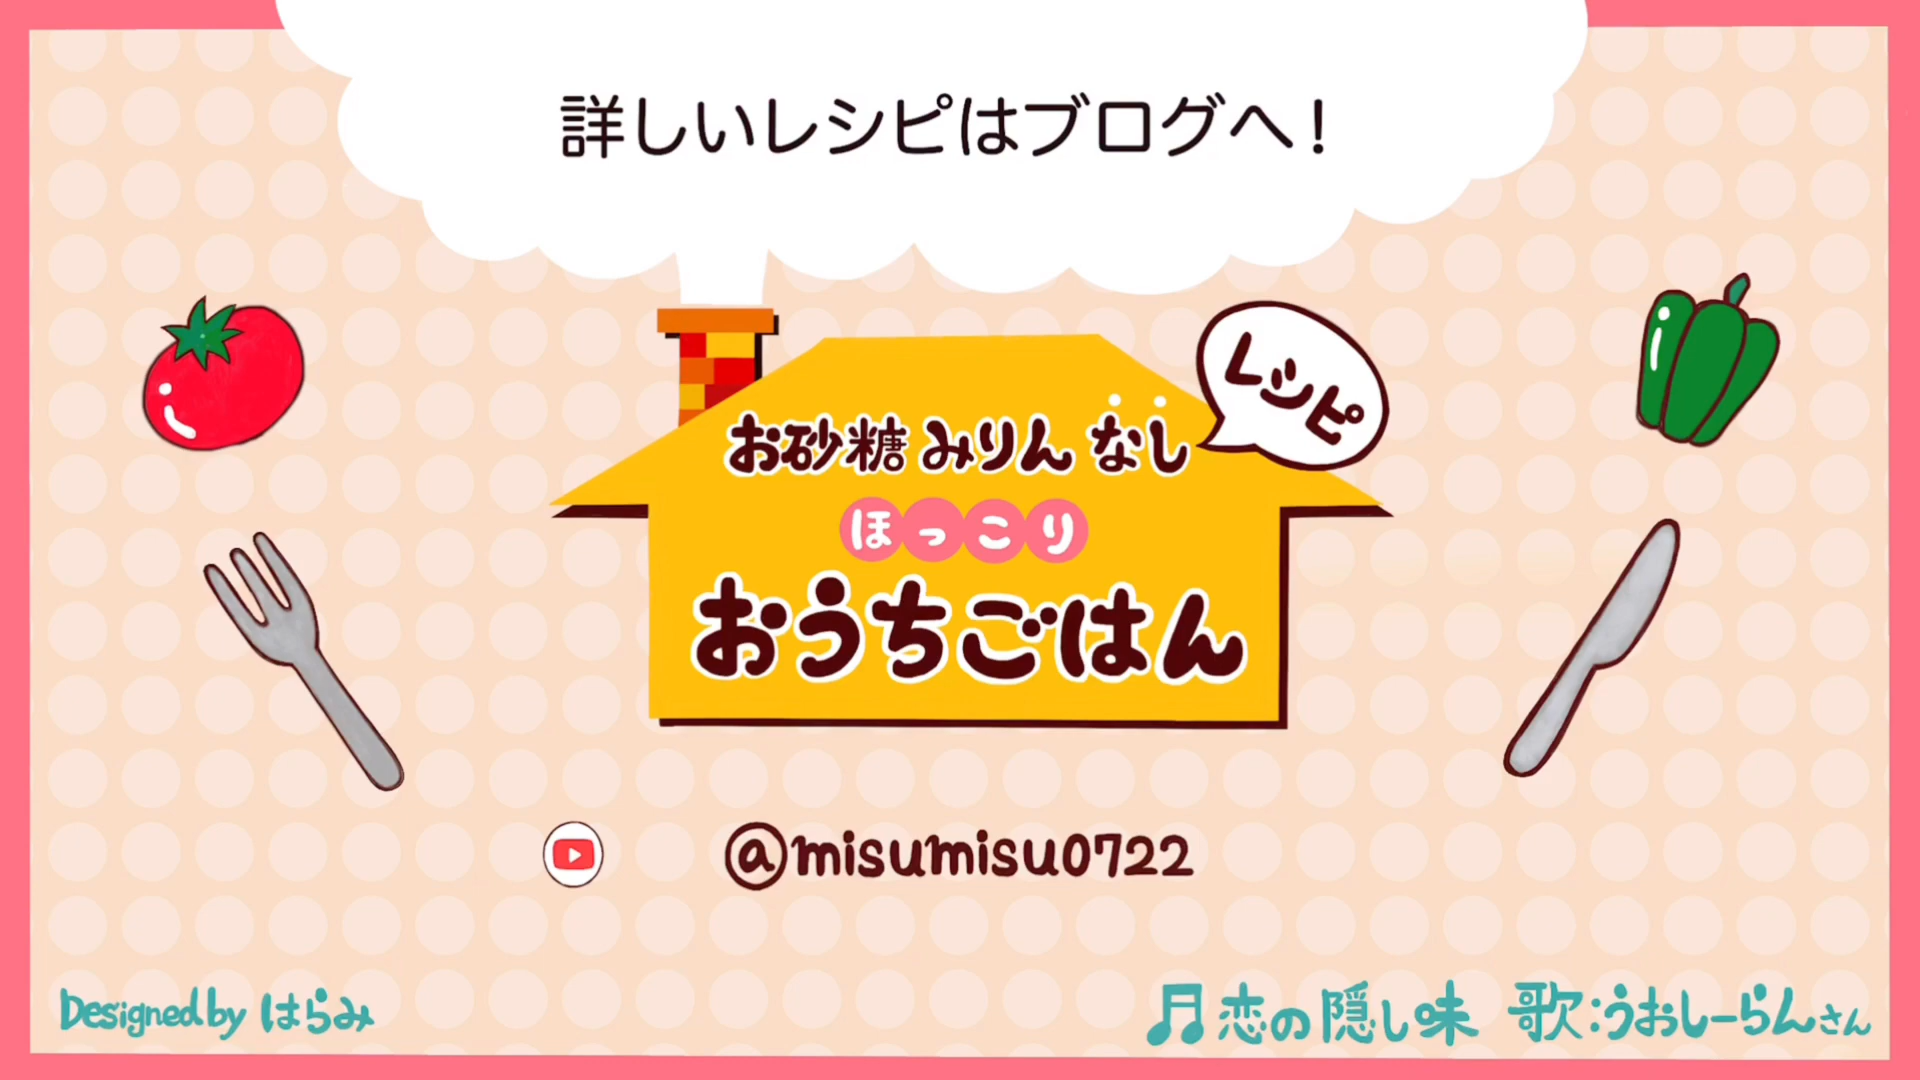 詳しいレシピはブログへ!
レシピ
お砂糖 みりん なし
ほっこり
おうちごはん
@misumisu0722
Designed by はらみ
♬恋の隠し味 歌:うおしーらんさん